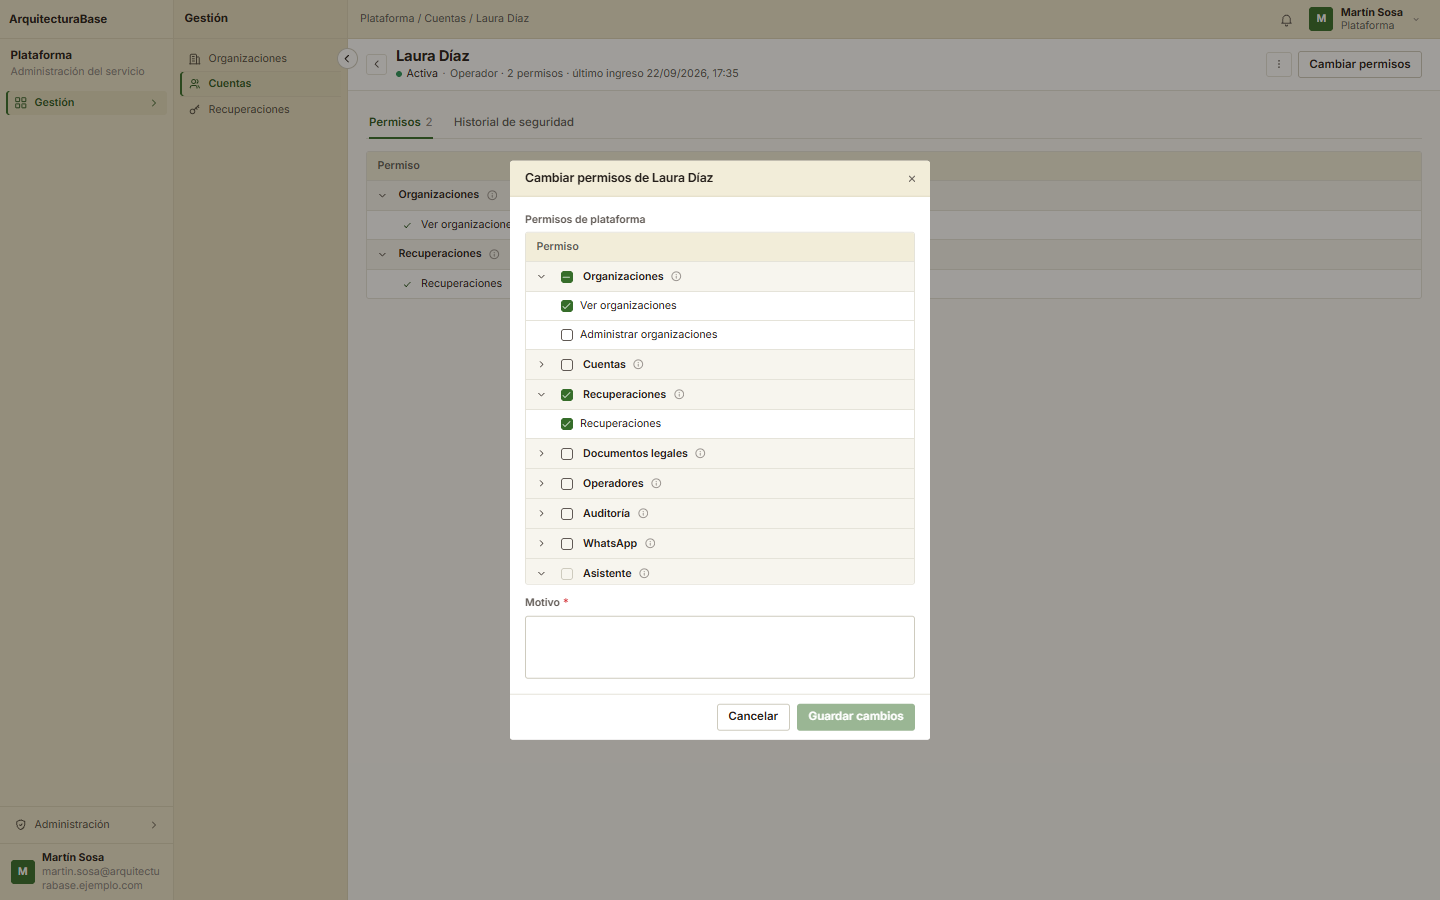 ArquitecturaBase
Plataforma
Administración del servicio
Gestión
Gestión
Organizaciones
Cuentas
Recuperaciones
Plataforma / Cuentas / Laura Díaz
M
Martín Sosa
Plataforma
Laura Díaz
Activa · Operador · 2 permisos · último ingreso 22/09/2026, 17:35
Cambiar permisos
Permisos 2
Historial de seguridad
Permiso
Organizaciones
Ver organizacione
Recuperaciones
Recuperaciones
Cambiar permisos de Laura Díaz
Permisos de plataforma
Permiso
Organizaciones
Ver organizaciones
Administrar organizaciones
Cuentas
Recuperaciones
Recuperaciones
Documentos legales
Operadores
Auditoría
WhatsApp
Asistente
Motivo *
Cancelar
Guardar cambios
Administración
M
Martín Sosa
martin.sosa@arquitectu
rabase.ejemplo.com